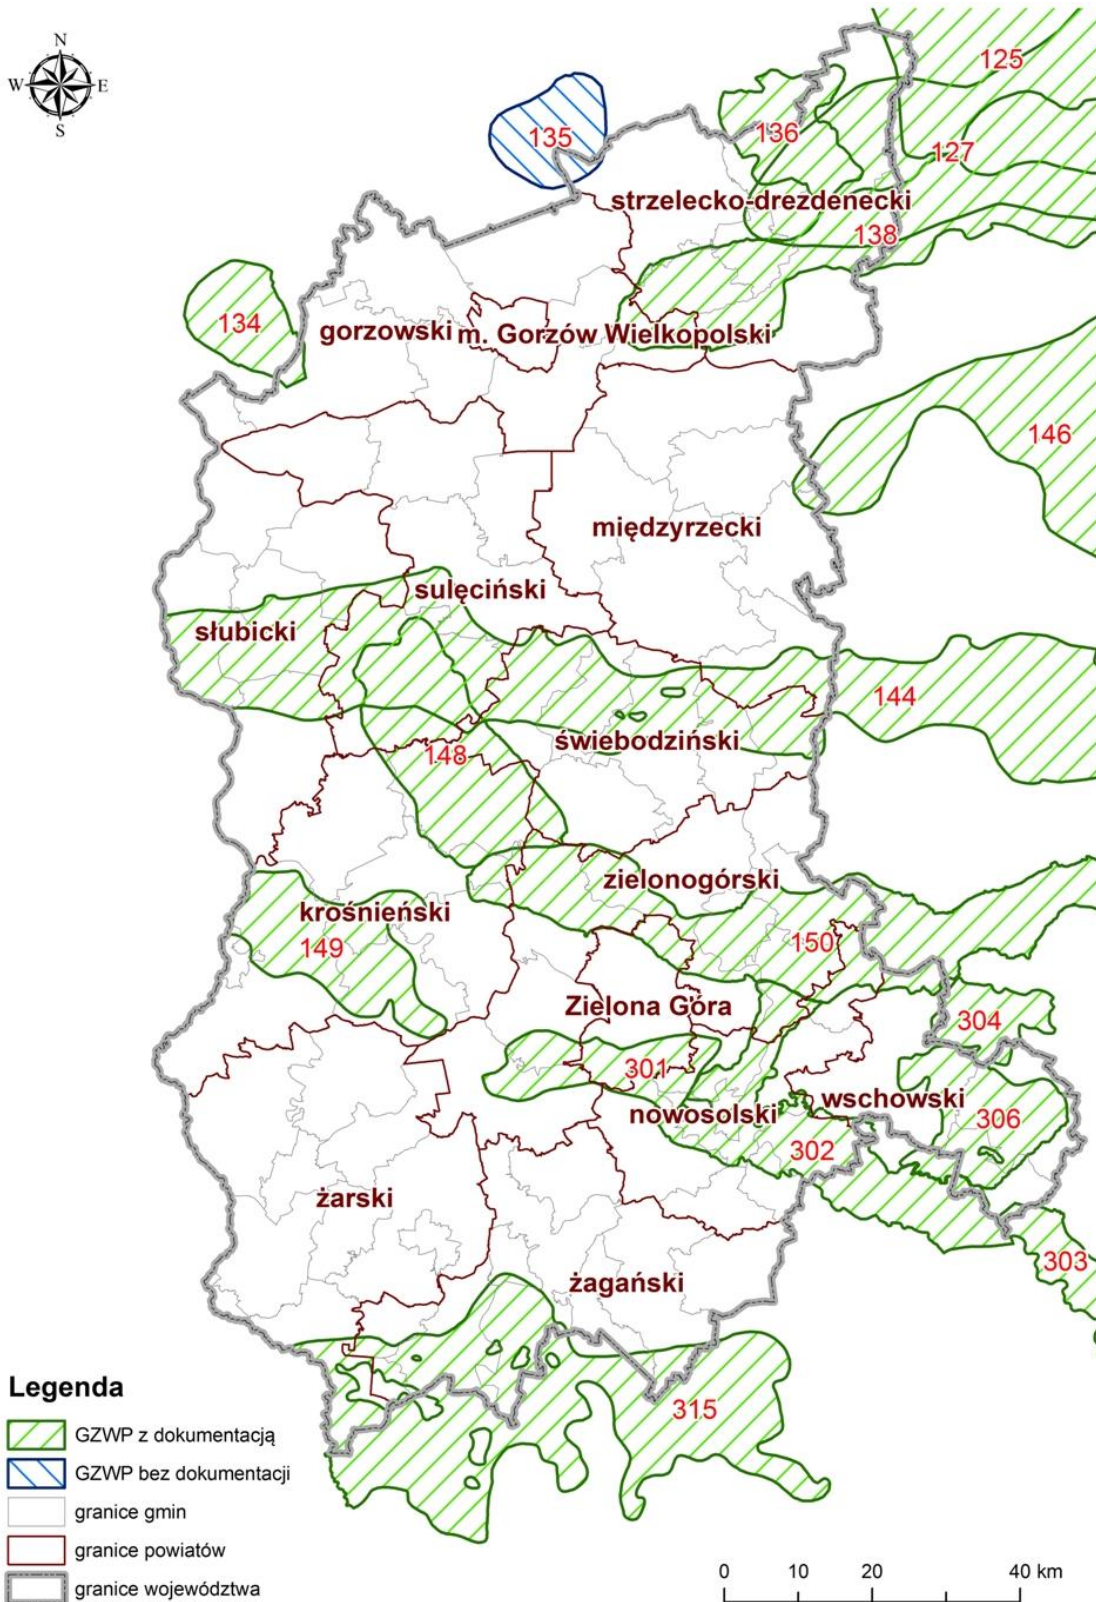 N
W E
S
125
135
136
127
strzelecko-drezdenecki
138
134
gorzowski
m. Gorzów Wielkopolski
146
międzyrzecki
sulęciński
słubicki
144
świebodziński
148
zielonogórski
krośnieński
149
150
Zielona Góra
304
301
wschowski
nowosolski
306
302
żarski
303
żagański
315
Legenda
GZWP z dokumentacją
GZWP bez dokumentacji
granice gmin
granice powiatów
granice województwa
0 10 20 40 km